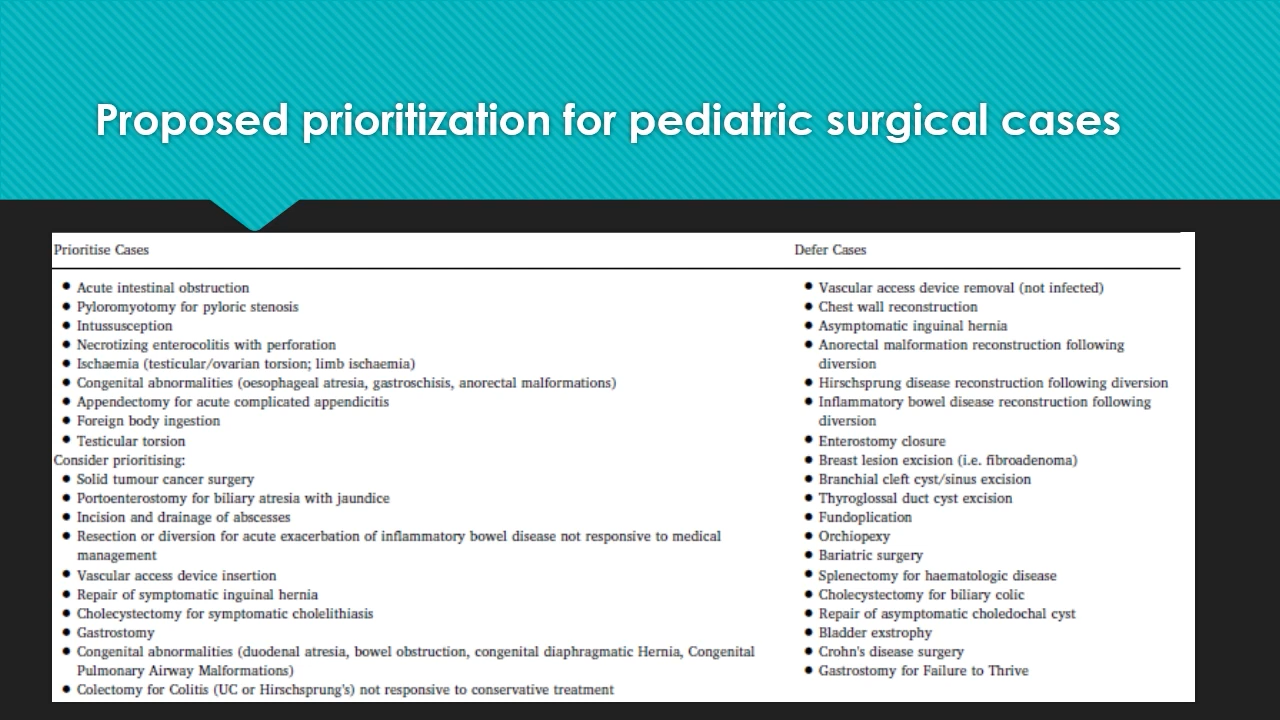 Proposed prioritization for pediatric surgical cases
Prioritise Cases
● Acute intestinal obstruction
● Pyloromyotomy for pyloric stenosis
● Intussusception
● Necrotizing enterocolitis with perforation
● Ischaemia (testicular/ovarian torsion; limb ischaemia)
● Congenital abnormalities (oesophageal atresia, gastroschisis, anorectal malformations)
● Appendectomy for acute complicated appendicitis
● Foreign body ingestion
● Testicular torsion
Consider prioritising:
● Solid tumour cancer surgery
● Portoenterostomy for biliary atresia with jaundice
● Incision and drainage of abscesses
● Resection or diversion for acute exacerbation of inflammatory bowel disease not responsive to medical
management
● Vascular access device insertion
● Repair of symptomatic inguinal hernia
● Cholecystectomy for symptomatic cholelithiasis
● Gastrostomy
● Congenital abnormalities (duodenal atresia, bowel obstruction, congenital diaphragmatic Hernia, Congenital
Pulmonary Airway Malformations)
● Colectomy for Colitis (UC or Hirschsprung's) not responsive to conservative treatment
Defer Cases
● Vascular access device removal (not infected)
● Chest wall reconstruction
● Asymptomatic inguinal hernia
● Anorectal malformation reconstruction following
diversion
● Hirschsprung disease reconstruction following diversion
● Inflammatory bowel disease reconstruction following
diversion
● Enterostomy closure
● Breast lesion excision (i.e. fibroadenoma)
● Branchial cleft cyst/sinus excision
● Thyroglossal duct cyst excision
● Fundoplication
● Orchiopexy
● Bariatric surgery
● Splenectomy for haematologic disease
● Cholecystectomy for biliary colic
● Repair of asymptomatic choledochal cyst
● Bladder exstrophy
● Crohn's disease surgery
● Gastrostomy for Failure to Thrive